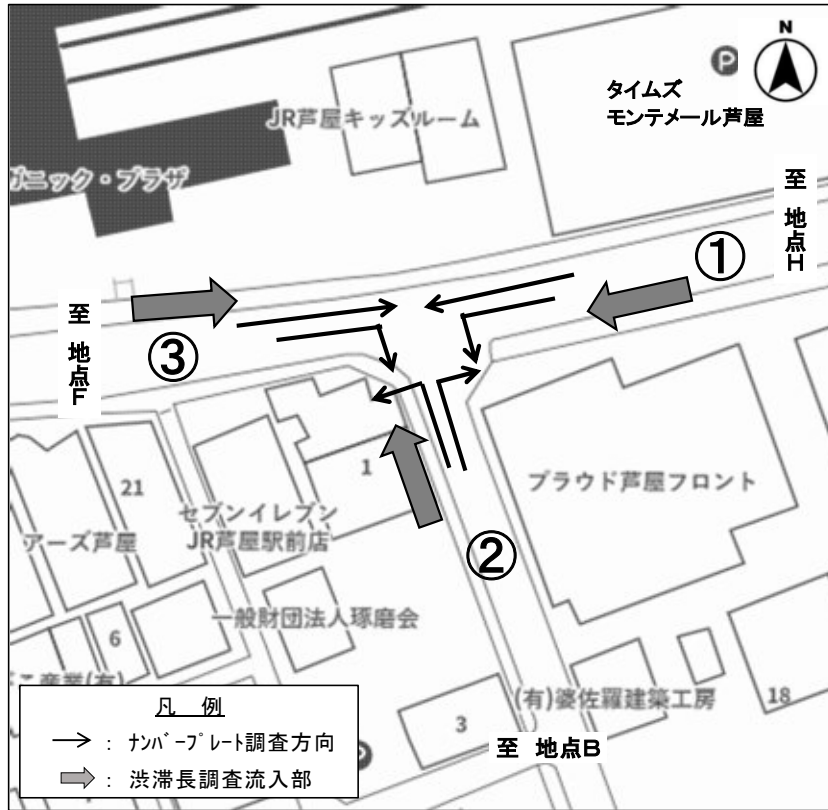 N
P
タイムズ
モンテメール芦屋
JR芦屋キッズルーム
ガニック・プラザ
至 地点H
①
至 地点F
③
1
21
セブンイレブン
JR芦屋駅前店
アーズ芦屋
プラウド芦屋フロント
②
一般財団法人琢磨会
6
(有)婆佐羅建築工房
18
3
至 地点B
凡 例
→ : ナンバープレート調査方向
⇒ : 渋滞長調査流入部